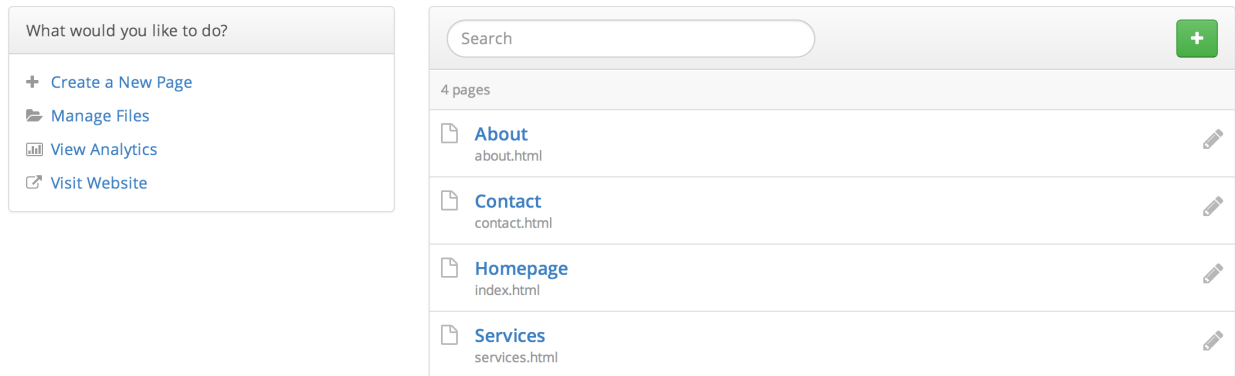 What would you like to do?
Create a New Page
Manage Files
View Analytics
Visit Website
Search
4 pages
About
about.html
Contact
contact.html
Homepage
index.html
Services
services.html